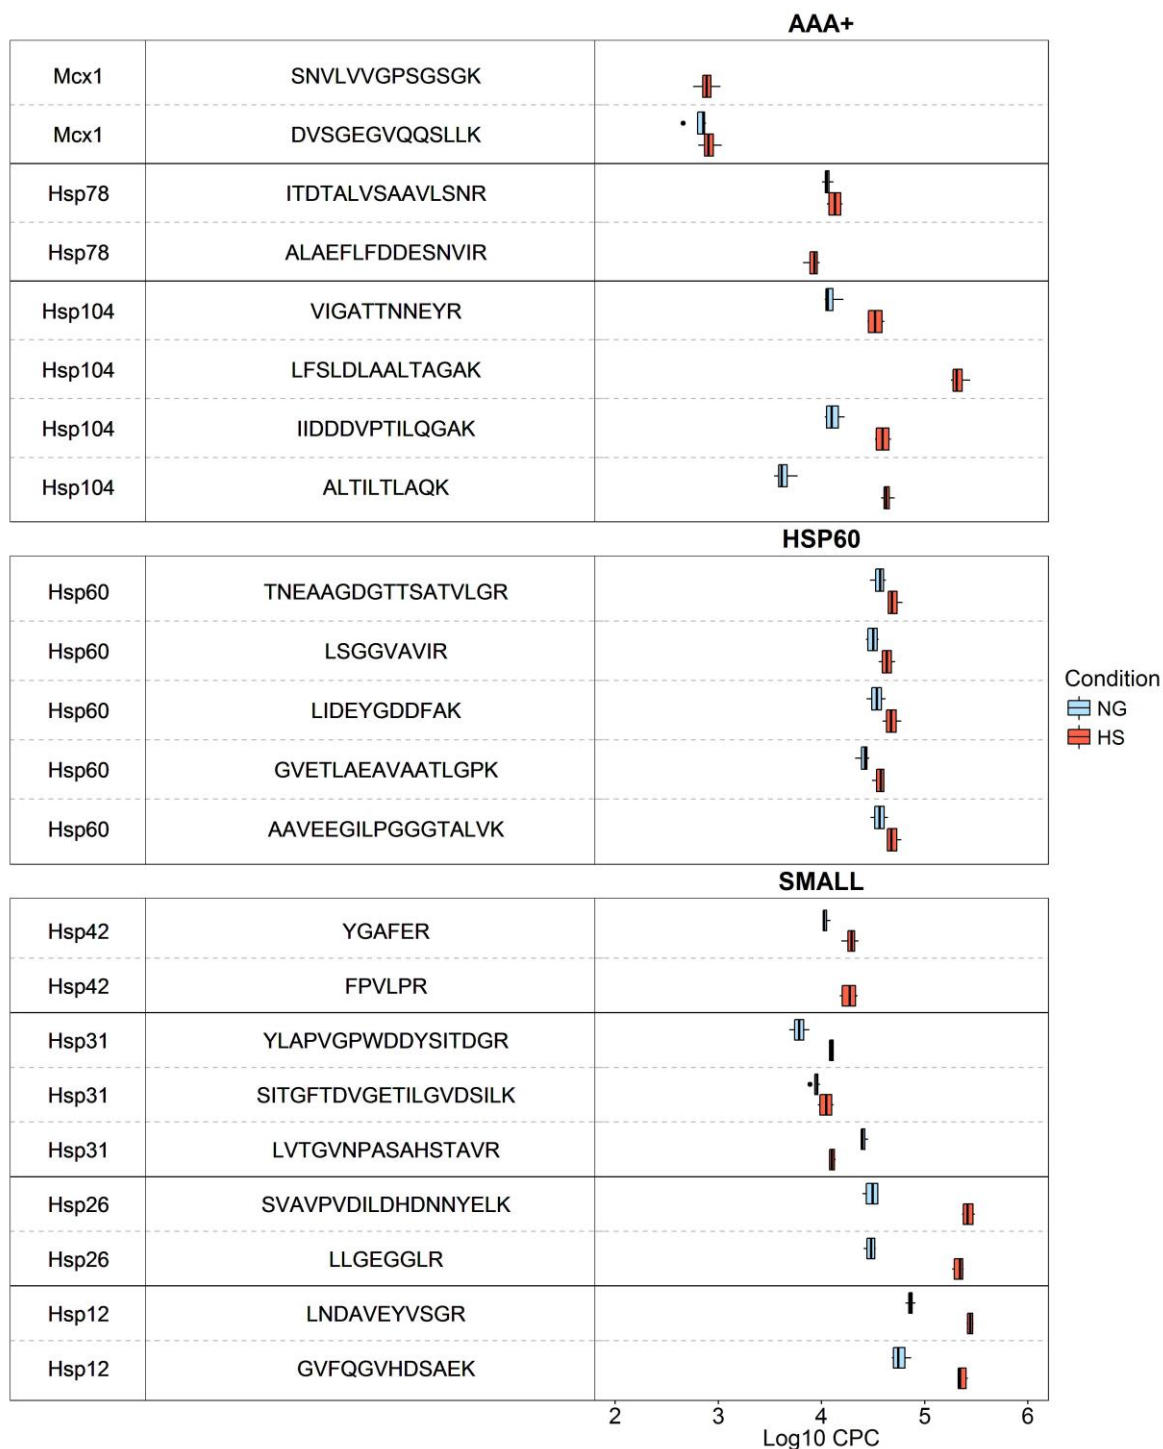 AAA+
Mcx1 SNVLVVGPSGSGK
Mcx1 DVSGEGVQQSLLK
Hsp78 ITDTALVSAAVLSNR
Hsp78 ALAEFLFDDESNVIR
Hsp104 VIGATTNNEYR
Hsp104 LFSLDLAALTAGAK
Hsp104 IIDDDVPTILQGAK
Hsp104 ALTILTLAQK
HSP60
Hsp60 TNEAAGDGTTSATVLGR
Hsp60 LSGGVAVIR
Hsp60 LIDEYGDDFAK
Hsp60 GVETLAEAVAATLGPK
Hsp60 AAVEEGILPGGGTALVK
Condition
NG
HS
SMALL
Hsp42 YGAFER
Hsp42 FPVLPR
Hsp31 YLAPVGPWDDYSITDGR
Hsp31 SITGFTDVGETILGVDSILK
Hsp31 LVTGVNPASAHSTAVR
Hsp26 SVAVPVDILDHDNNYELK
Hsp26 LLGEGGLR
Hsp12 LNDAVEYVSGR
Hsp12 GVFQGVHDSAEK
2 3 4 5 6
Log10 CPC